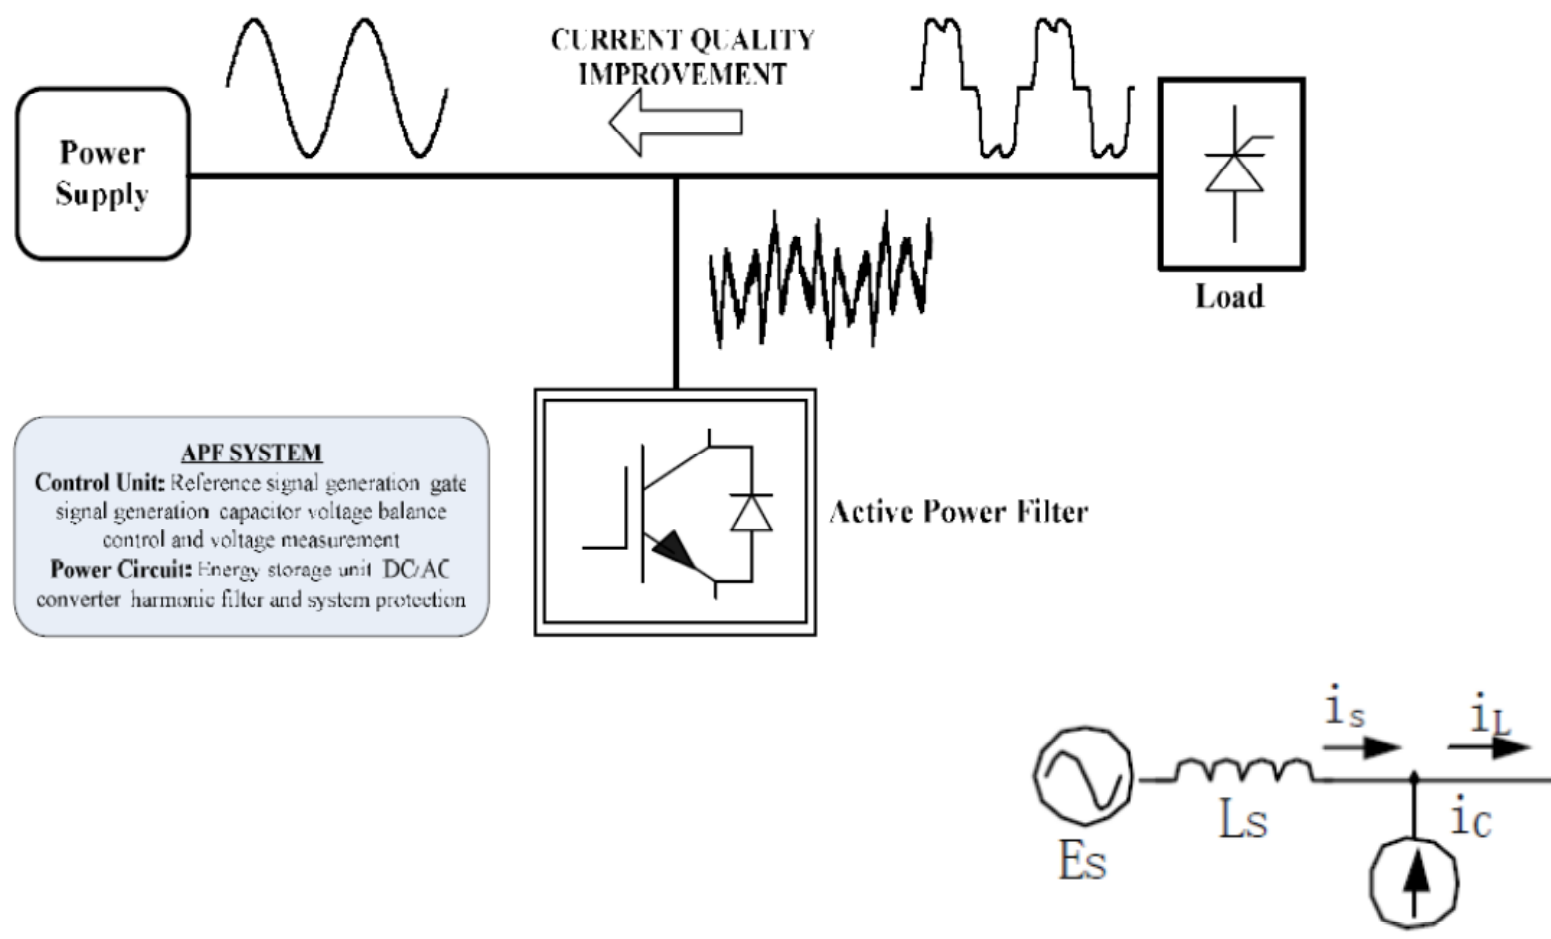 CURRENT QUALITY
IMPROVEMENT
Power
Supply
Load
APF SYSTEM
Control Unit: Reference signal generation gate
signal generation capacitor voltage balance
control and voltage measurement
Power Circuit: Energy storage unit DC/AC
converter harmonic filter and system protection
Active Power Filter
is
iL
Ls
iC
Es